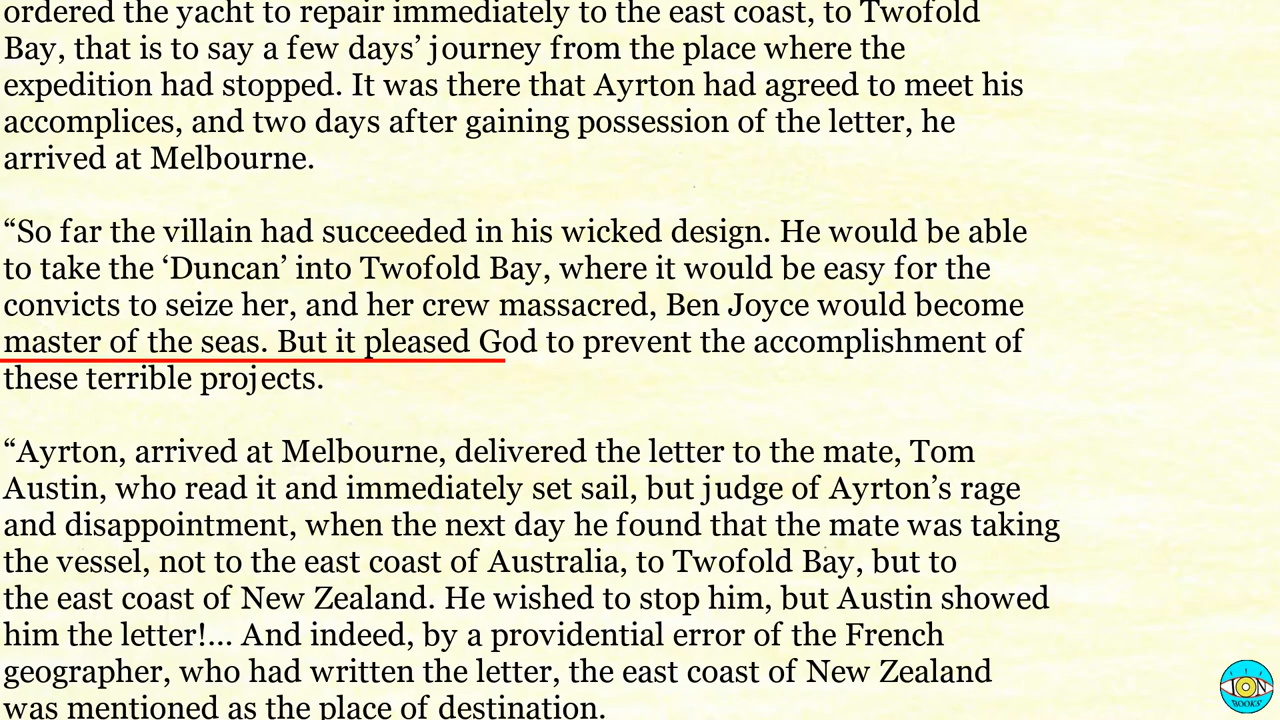 ordered the yacht to repair immediately to the east coast, to Twofold
Bay, that is to say a few days’ journey from the place where the
expedition had stopped. It was there that Ayrton had agreed to meet his
accomplices, and two days after gaining possession of the letter, he
arrived at Melbourne.
“So far the villain had succeeded in his wicked design. He would be able
to take the ‘Duncan’ into Twofold Bay, where it would be easy for the
convicts to seize her, and her crew massacred, Ben Joyce would become
master of the seas. But it pleased God to prevent the accomplishment of
these terrible projects.
“Ayrton, arrived at Melbourne, delivered the letter to the mate, Tom
Austin, who read it and immediately set sail, but judge of Ayrton’s rage
and disappointment, when the next day he found that the mate was taking
the vessel, not to the east coast of Australia, to Twofold Bay, but to
the east coast of New Zealand. He wished to stop him, but Austin showed
him the letter!... And indeed, by a providential error of the French
geographer, who had written the letter, the east coast of New Zealand
was mentioned as the place of destination.
ION
BOOKS